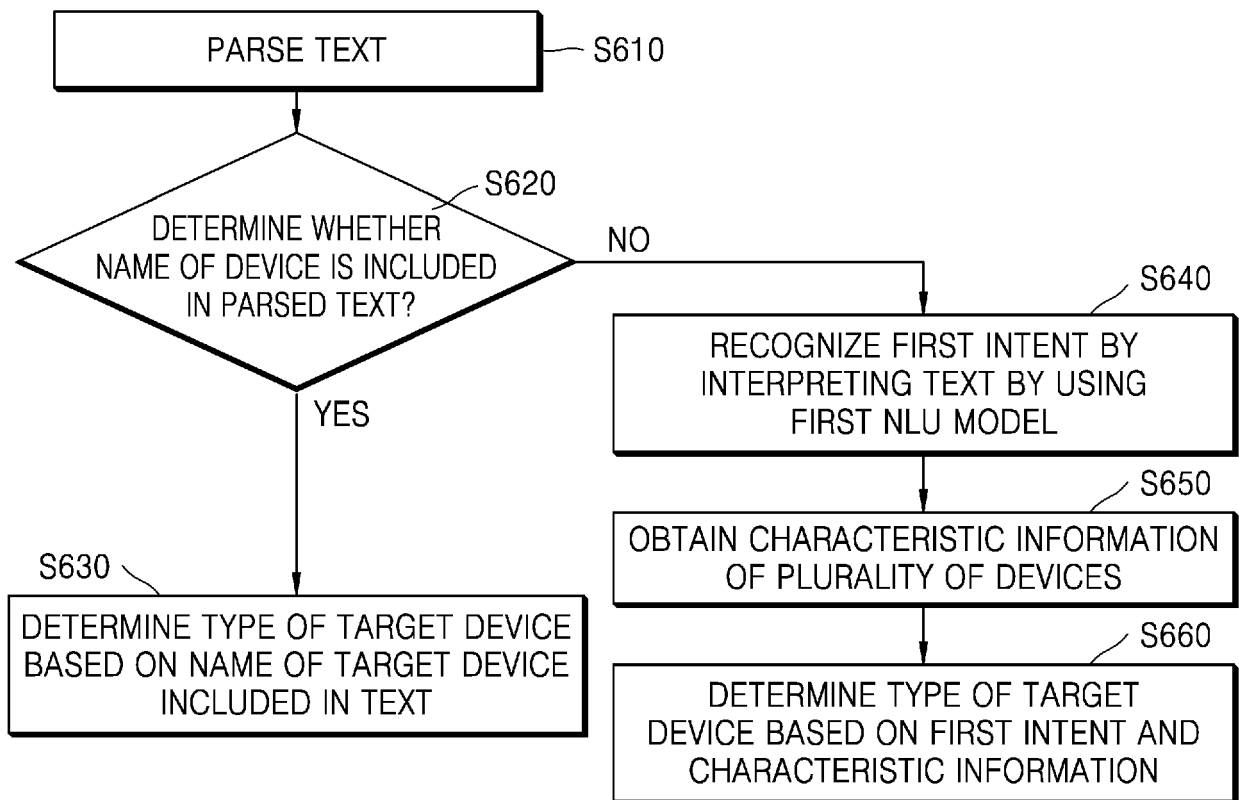 PARSE TEXT
S610
S620
DETERMINE WHETHER
NAME OF DEVICE IS INCLUDED
IN PARSED TEXT?
NO
YES
S630
DETERMINE TYPE OF TARGET DEVICE
BASED ON NAME OF TARGET DEVICE
INCLUDED IN TEXT
S640
RECOGNIZE FIRST INTENT BY
INTERPRETING TEXT BY USING
FIRST NLU MODEL
S650
OBTAIN CHARACTERISTIC INFORMATION
OF PLURALITY OF DEVICES
S660
DETERMINE TYPE OF TARGET
DEVICE BASED ON FIRST INTENT AND
CHARACTERISTIC INFORMATION